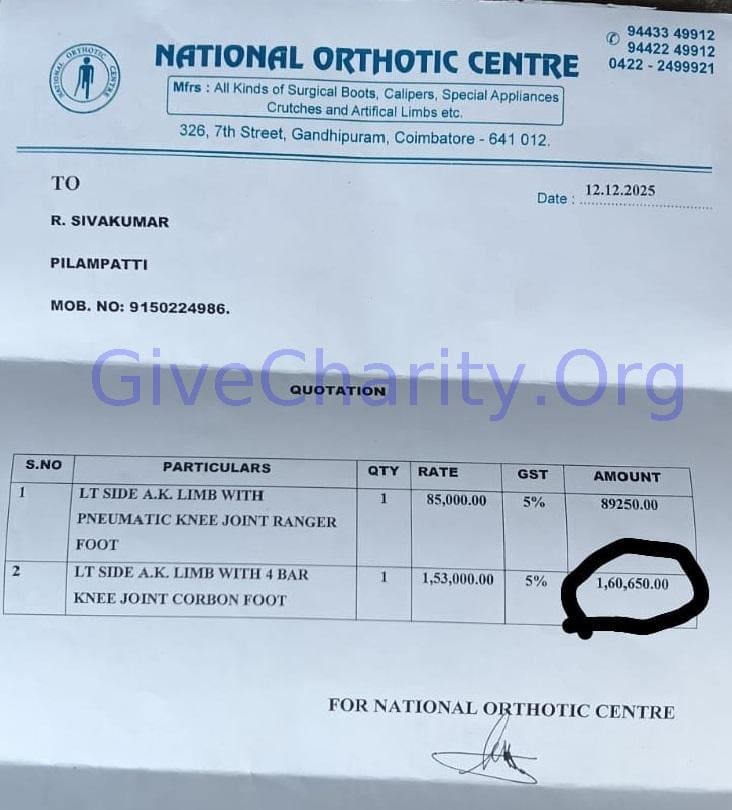 NATIONAL ORTHOTIC CENTRE
NATIONAL ORTHOTIC CENTRE
Mfrs : All Kinds of Surgical Boots, Calipers, Special Appliances
Crutches and Artifical Limbs etc.
326, 7th Street, Gandhipuram, Coimbatore - 641 012.
94433 49912
94422 49912
0422 - 2499921
TO
Date : 12.12.2025
R. SIVAKUMAR
PILAMPATTI
MOB. NO: 9150224986.
GiveCharity.Org
QUOTATION
S.NO PARTICULARS QTY RATE GST AMOUNT
1 LT SIDE A.K. LIMB WITH 1 85,000.00 5% 89250.00
PNEUMATIC KNEE JOINT RANGER
FOOT
2 LT SIDE A.K. LIMB WITH 4 BAR 1 1,53,000.00 5% 1,60,650.00
KNEE JOINT CORBON FOOT
FOR NATIONAL ORTHOTIC CENTRE